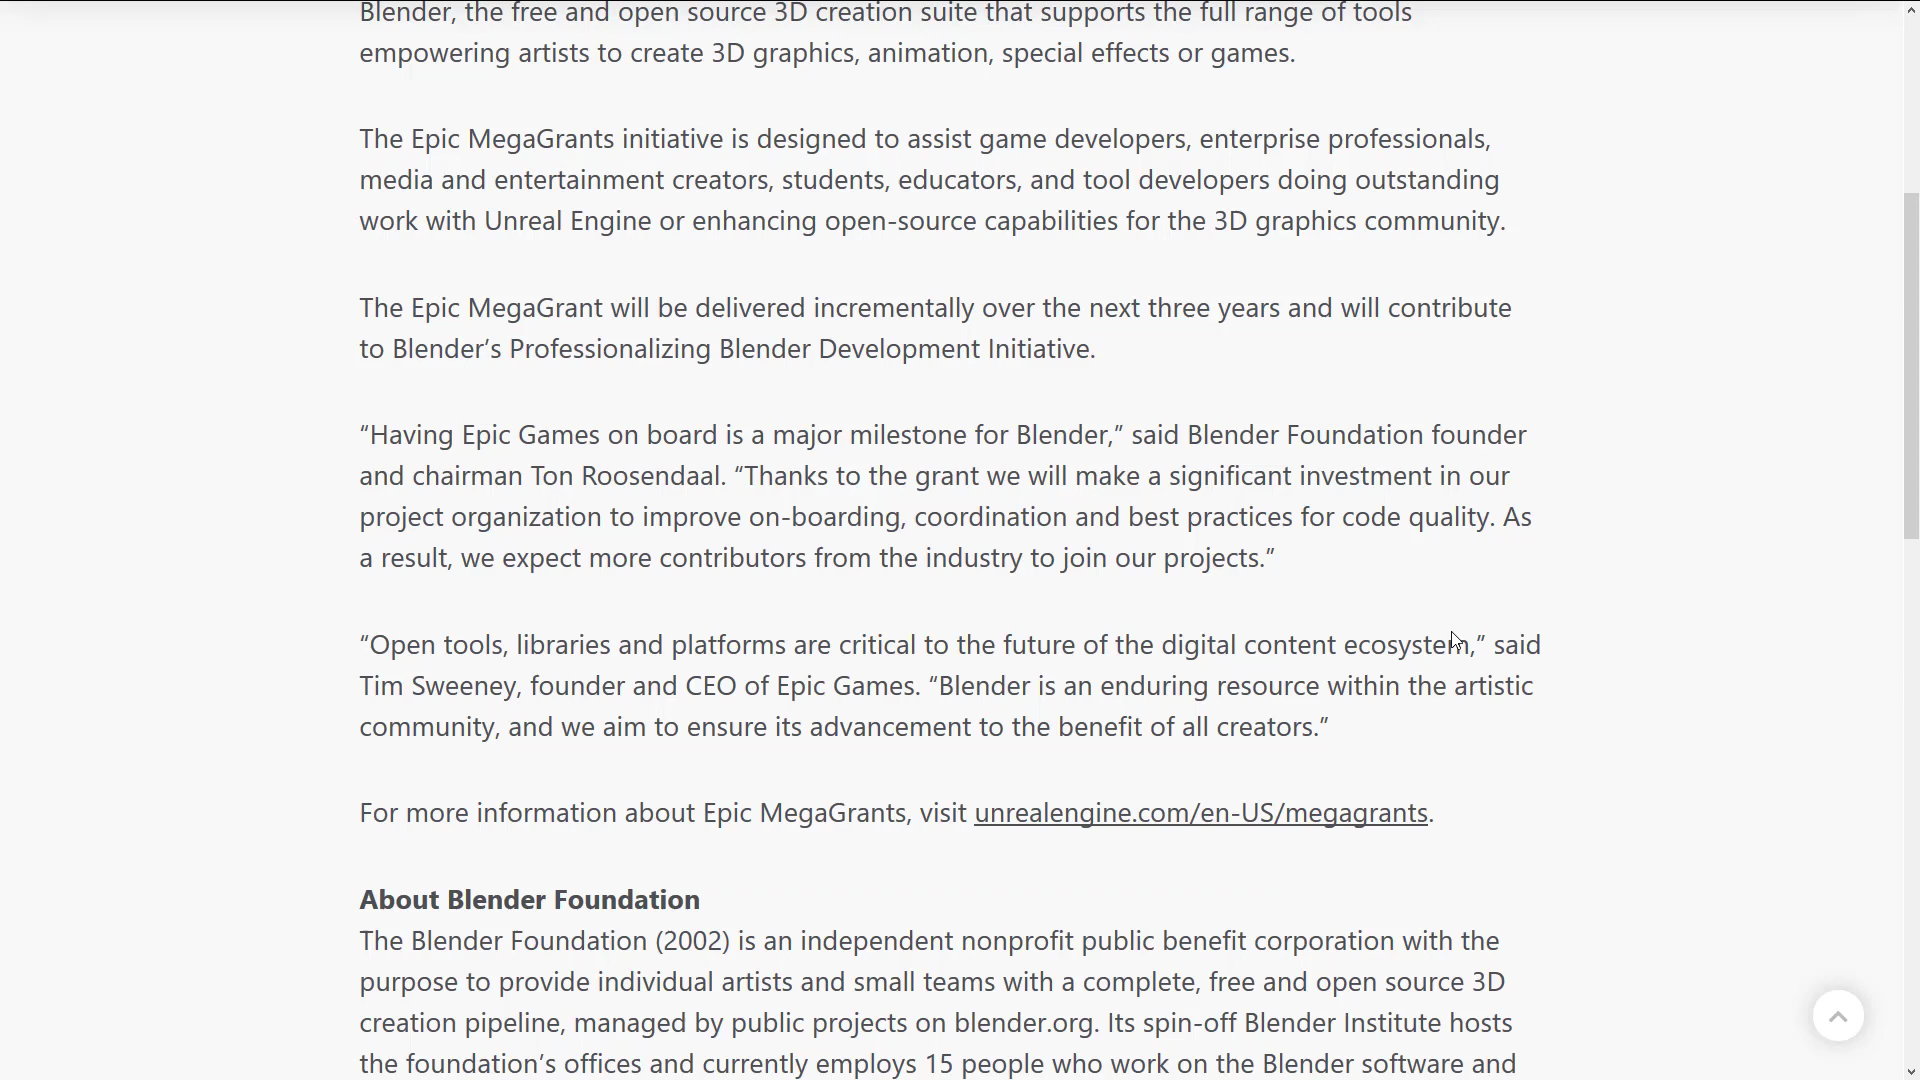 Blender, the free and open source 3D creation suite that supports the full range of tools
empowering artists to create 3D graphics, animation, special effects or games.
The Epic MegaGrants initiative is designed to assist game developers, enterprise professionals,
media and entertainment creators, students, educators, and tool developers doing outstanding
work with Unreal Engine or enhancing open-source capabilities for the 3D graphics community.
The Epic MegaGrant will be delivered incrementally over the next three years and will contribute
to Blender’s Professionalizing Blender Development Initiative.
“Having Epic Games on board is a major milestone for Blender,” said Blender Foundation founder
and chairman Ton Roosendaal. “Thanks to the grant we will make a significant investment in our
project organization to improve on-boarding, coordination and best practices for code quality. As
a result, we expect more contributors from the industry to join our projects.”
“Open tools, libraries and platforms are critical to the future of the digital content ecosystem,” said
Tim Sweeney, founder and CEO of Epic Games. “Blender is an enduring resource within the artistic
community, and we aim to ensure its advancement to the benefit of all creators.”
For more information about Epic MegaGrants, visit unrealengine.com/en-US/megagrants.
About Blender Foundation
The Blender Foundation (2002) is an independent nonprofit public benefit corporation with the
purpose to provide individual artists and small teams with a complete, free and open source 3D
creation pipeline, managed by public projects on blender.org. Its spin-off Blender Institute hosts
the foundation’s offices and currently employs 15 people who work on the Blender software and